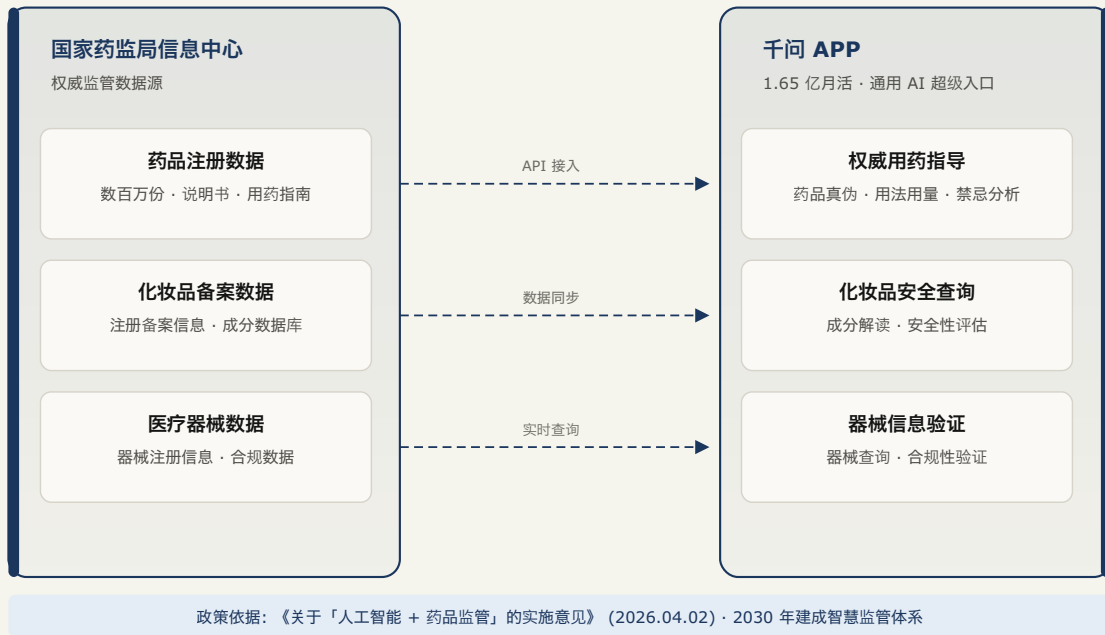 国家药监局信息中心
权威监管数据源
药品注册数据
数百万份 · 说明书 · 用药指南
化妆品备案数据
注册备案信息 · 成分数据库
医疗器械数据
器械注册信息 · 合规数据
API 接入
数据同步
实时查询
千问 APP
1.65 亿月活 · 通用 AI 超级入口
权威用药指导
药品真伪 · 用法用量 · 禁忌分析
化妆品安全查询
成分解读 · 安全性评估
器械信息验证
器械查询 · 合规性验证
政策依据: 《关于「人工智能 + 药品监管」的实施意见》 (2026.04.02) · 2030 年建成智慧监管体系